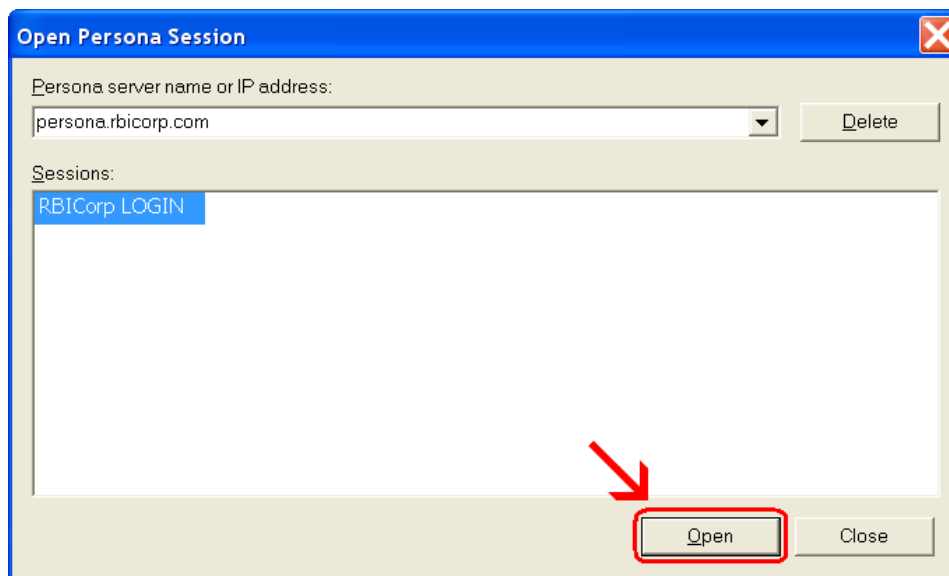 Open Persona Session
Persona server name or IP address:
persona.rbicorp.com
Delete
Sessions:
RBICorp LOGIN
Open
Close